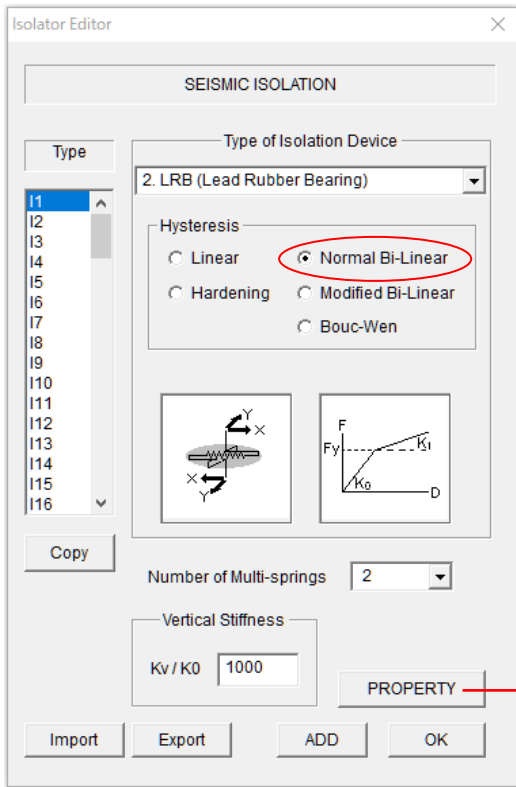 Isolator Editor
SEISMIC ISOLATION
Type
I1
I2
I3
I4
I5
I6
I7
I8
I9
I10
I11
I12
I13
I14
I15
I16
Copy
Type of Isolation Device
2. LRB (Lead Rubber Bearing)
Hysteresis
Linear
Normal Bi-Linear
Hardening
Modified Bi-Linear
Bouc-Wen
Y
X
X
Y
F
Fy
K1
K0
D
Number of Multi-springs 2
Vertical Stiffness
Kv / K0 1000
PROPERTY
Import Export ADD OK